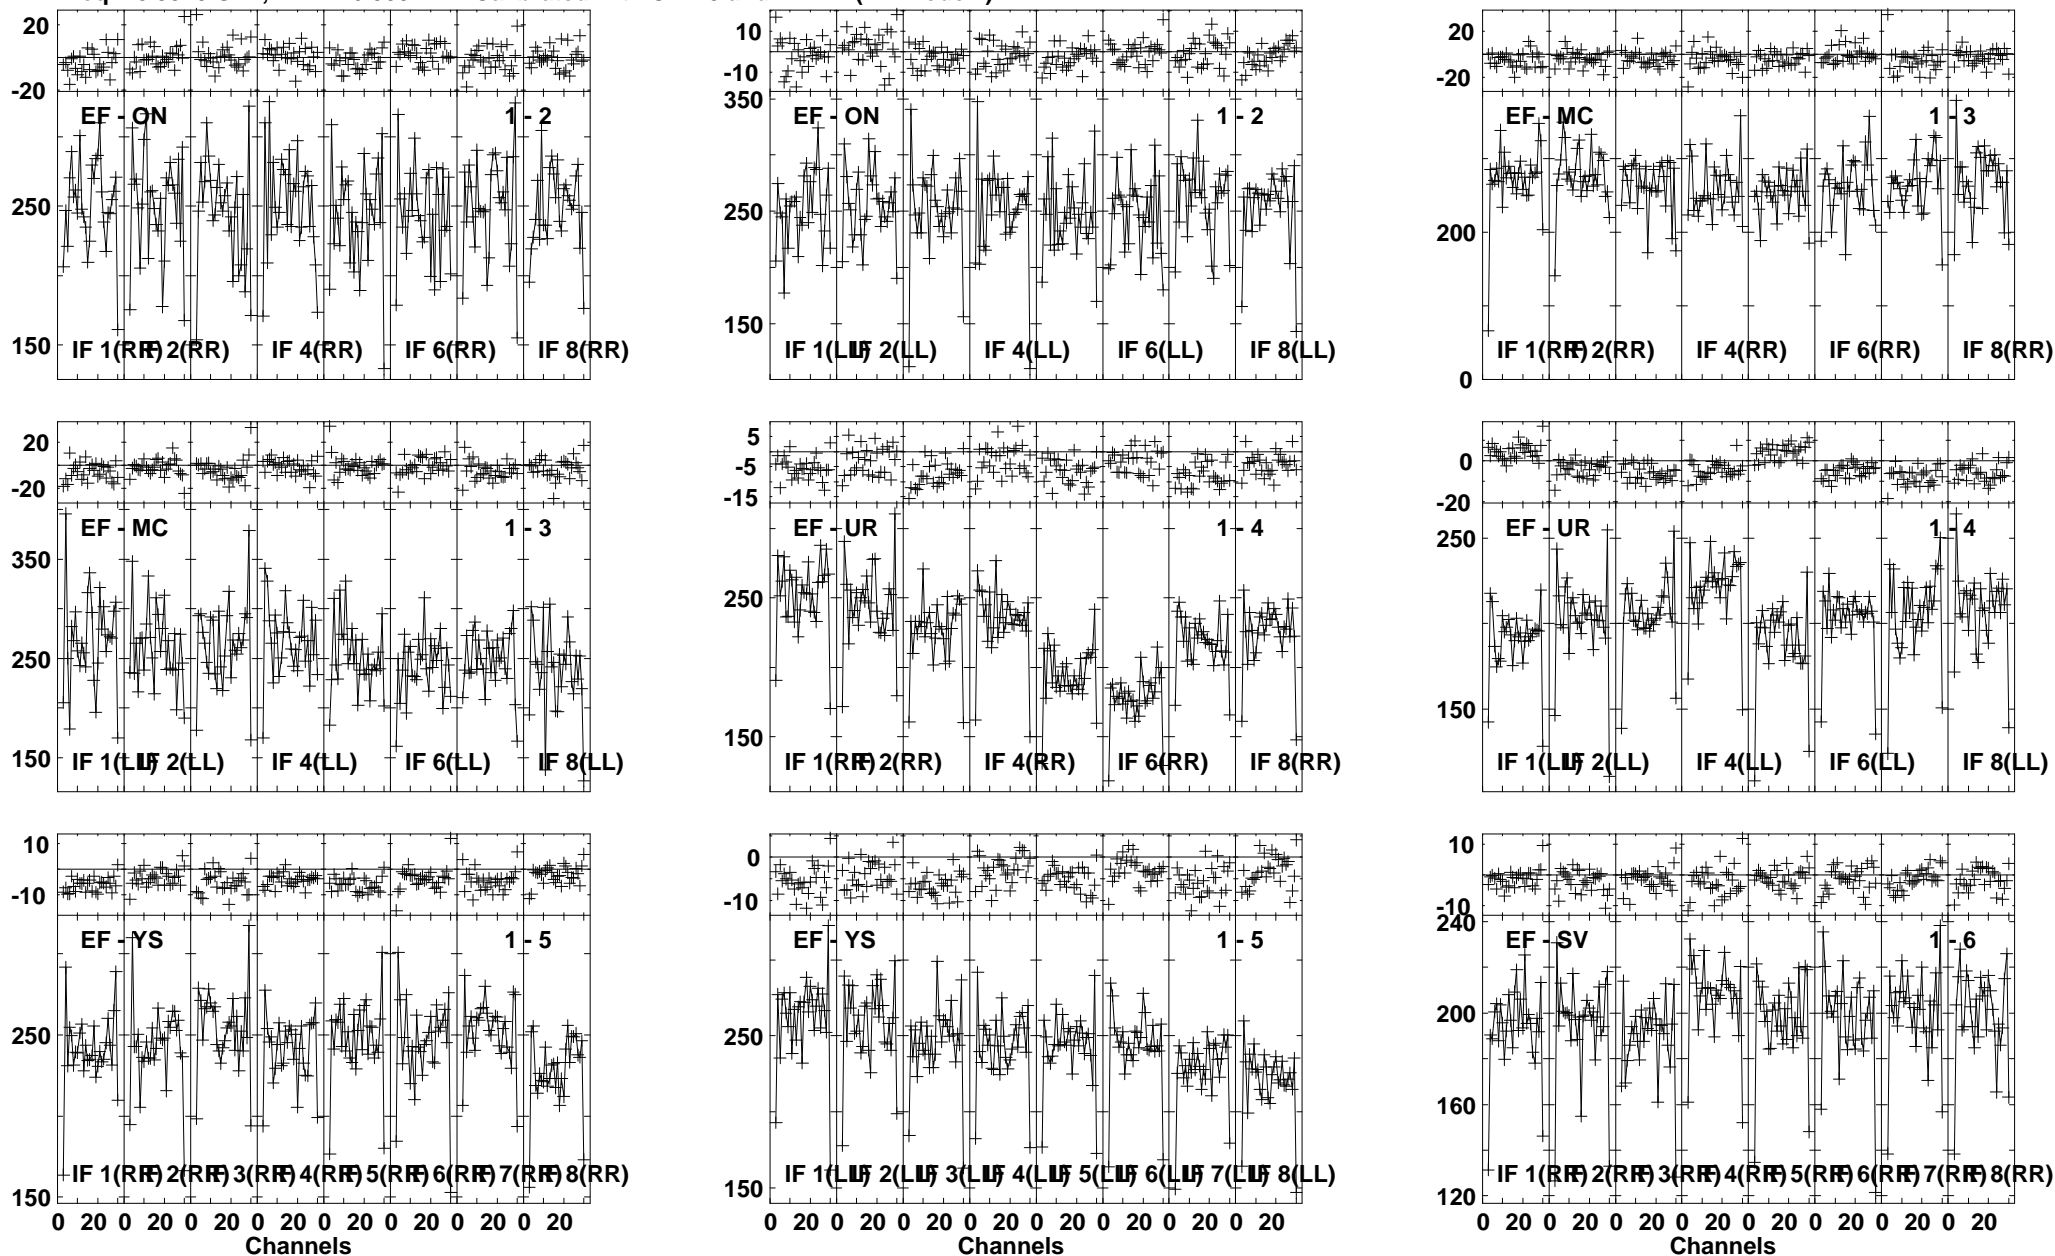 20
-20
EF - ON 1 - 2
250
150
IF 1(RR) IF 2(RR) IF 4(RR) IF 6(RR) IF 8(RR)
10
-10
350
EF - ON 1 - 2
250
150
IF 1(LL) IF 2(LL) IF 4(LL) IF 6(LL) IF 8(LL)
20
-20
EF - MC 1 - 3
200
0
IF 1(RR) IF 2(RR) IF 4(RR) IF 6(RR) IF 8(RR)
20
-20
EF - MC 1 - 3
350
250
150
IF 1(LL) IF 2(LL) IF 4(LL) IF 6(LL) IF 8(LL)
5
-5
-15
EF - UR 1 - 4
250
150
IF 1(RR) IF 2(RR) IF 4(RR) IF 6(RR) IF 8(RR)
0
-20
EF - UR 1 - 4
250
150
IF 1(LL) IF 2(LL) IF 4(LL) IF 6(LL) IF 8(LL)
10
-10
EF - YS 1 - 5
250
150
IF 1(RR) IF 2(RR) IF 3(RR) IF 4(RR) IF 5(RR) IF 6(RR) IF 7(RR) IF 8(RR)
0 20 0 20 0 20 0 20 0 20 0 20 0 20 0 20
Channels
0
-10
EF - YS 1 - 5
250
150
IF 1(LL) IF 2(LL) IF 3(LL) IF 4(LL) IF 5(LL) IF 6(LL) IF 7(LL) IF 8(LL)
0 20 0 20 0 20 0 20 0 20 0 20 0 20 0 20
Channels
10
-10
240
EF - SV 1 - 6
200
160
120
IF 1(RR) IF 2(RR) IF 3(RR) IF 4(RR) IF 5(RR) IF 6(RR) IF 7(RR) IF 8(RR)
0 20 0 20 0 20 0 20 0 20 0 20 0 20 0 20
Channels